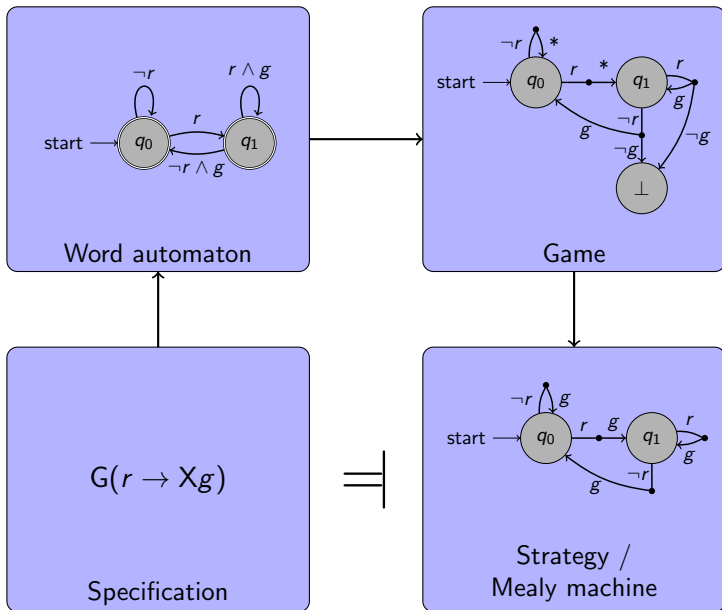 ¬r
r ∧ g
r
start
q₀
q₁
¬r ∧ g
Word automaton
¬r
*
r
*
r
start
q₀
q₁
g
¬r
g
¬g
¬g
⊥
Game
G(r → Xg)
Specification
⊨
¬r
g
r
g
r
start
q₀
q₁
g
¬r
g
Strategy /
Mealy machine